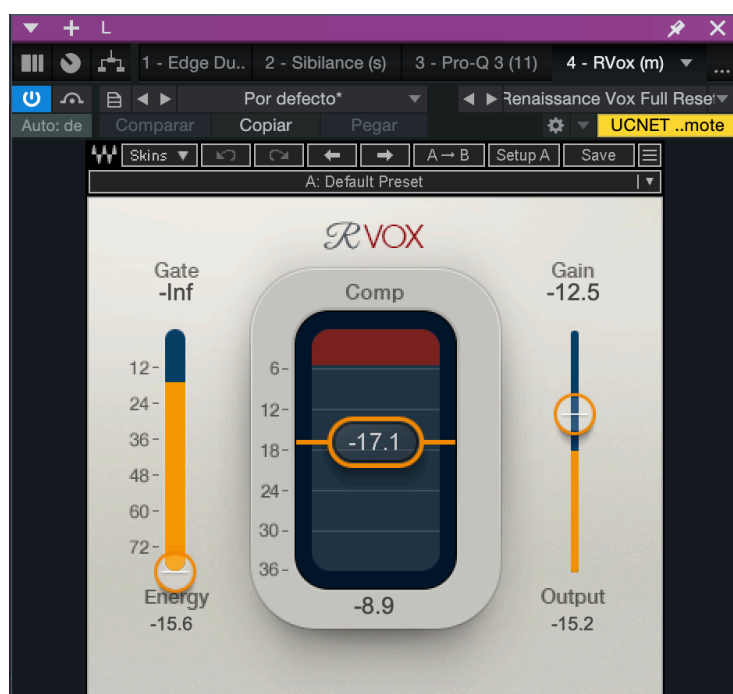 L
1 - Edge Du.. 2 - Sibilance (s) 3 - Pro-Q 3 (11) 4 - RVox (m) ...
Por defecto* Renaissance Vox Full Reset
Auto: de Comparar Copiar Pegar UCNET ..mote
Skins A→B Setup A Save
A: Default Preset
RVOX
Gate
-Inf
Comp
Gain
-12.5
12
24
36
48
60
72
6
12
18
24
30
36
-17.1
Energy
-15.6
-8.9
Output
-15.2